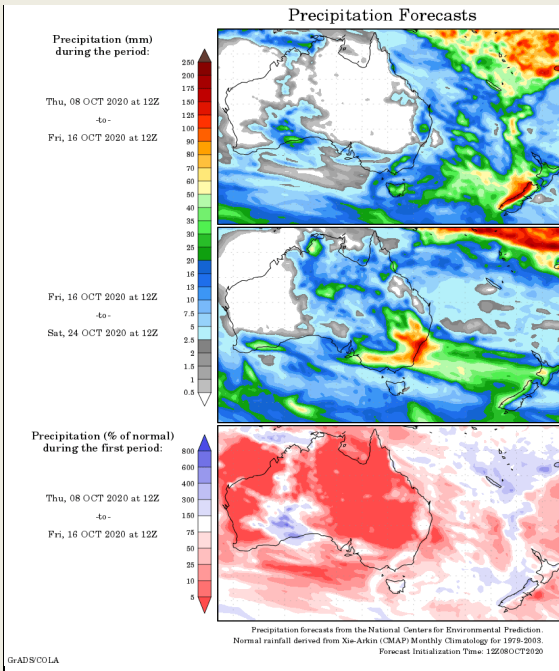 Precipitation Forecasts
Precipitation (mm)
during the period:
Thu, 08 OCT 2020 at 12Z
-to-
Fri, 16 OCT 2020 at 12Z
250
200
175
150
125
100
90
80
70
60
50
40
35
30
25
20
16
13
10
7.5
5
2.5
2
1.5
1
0.5
Fri, 16 OCT 2020 at 12Z
-to-
Sat, 24 OCT 2020 at 12Z
Precipitation (% of normal)
during the first period:
Thu, 08 OCT 2020 at 12Z
-to-
Fri, 16 OCT 2020 at 12Z
800
600
400
300
150
75
50
25
10
5
Precipitation forecasts from the National Centers for Environmental Prediction.
Normal rainfall derived from Xie-Arkin (CMAP) Monthly Climatology for 1979-2003.
Forecast Initialization Time: 12Z08OCT2020
GrADS/COLA